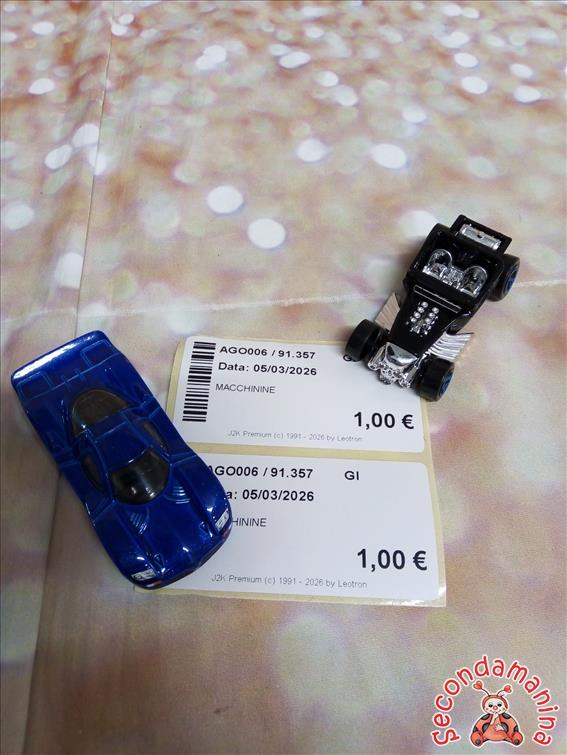 AGO006 / 91.357 GI
Data: 05/03/2026
MACCHININE
1,00 €
J2K Premium (c) 1991 - 2026 by Leotron
AGO006 / 91.357 GI
a: 05/03/2026
HININE
1,00 €
J2K Premium (c) 1991 - 2026 by Leotron
Secondamanina